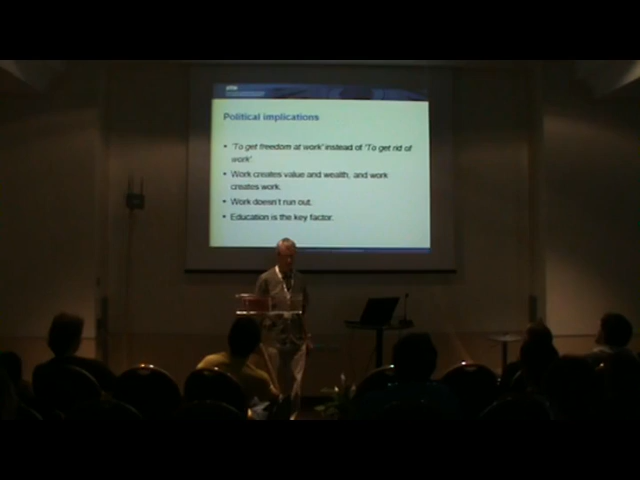 Political implications
• 'To get freedom at work' instead of 'To get rid of
work'.
• Work creates value and wealth, and work
creates work.
• Work doesn't run out.
• Education is the key factor.